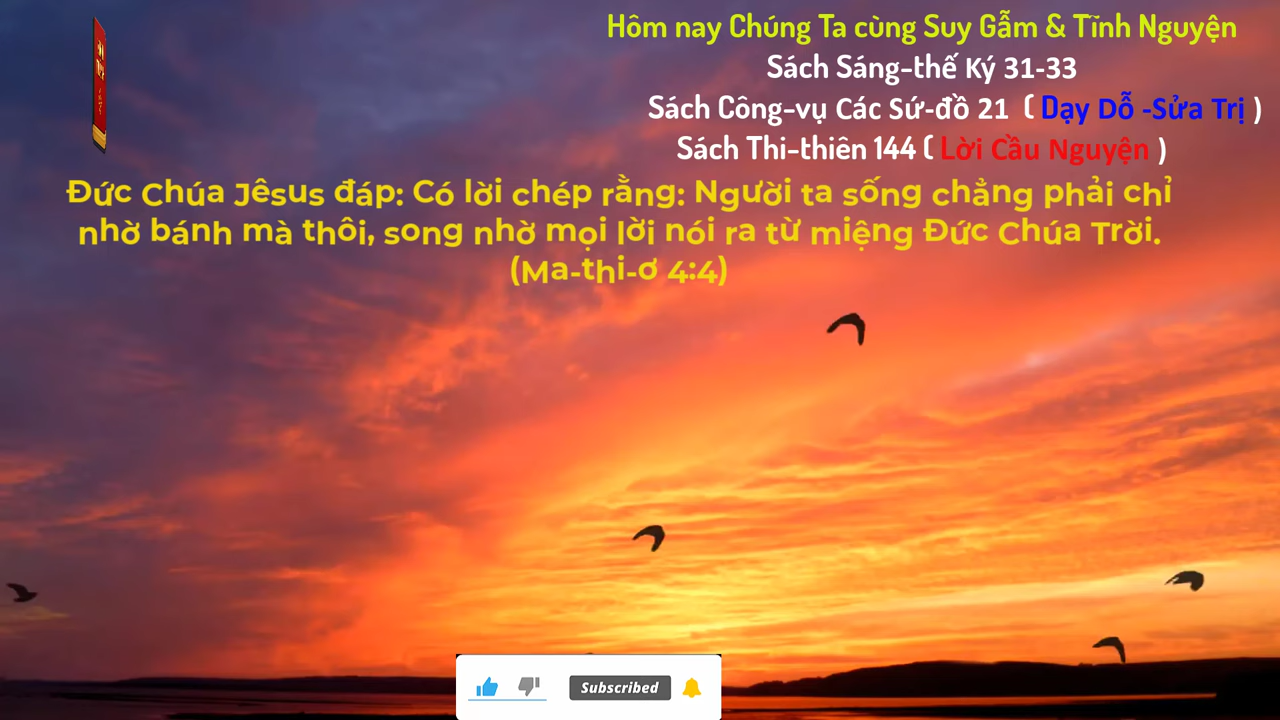 Hôm nay Chúng Ta cùng Suy Gẫm & Tĩnh Nguyện
Sách Sáng-thế Ký 31-33
Sách Công-vụ Các Sứ-đồ 21 ( Dạy Dỗ -Sửa Trị )
Sách Thi-thiên 144 ( Lời Cầu Nguyện )
Đức Chúa Jêsus đáp: Có lời chép rằng: Người ta sống chẳng phải chỉ
nhờ bánh mà thôi, song nhờ mọi lời nói ra từ miệng Đức Chúa Trời.
(Ma-thi-ơ 4:4)
Subscribed